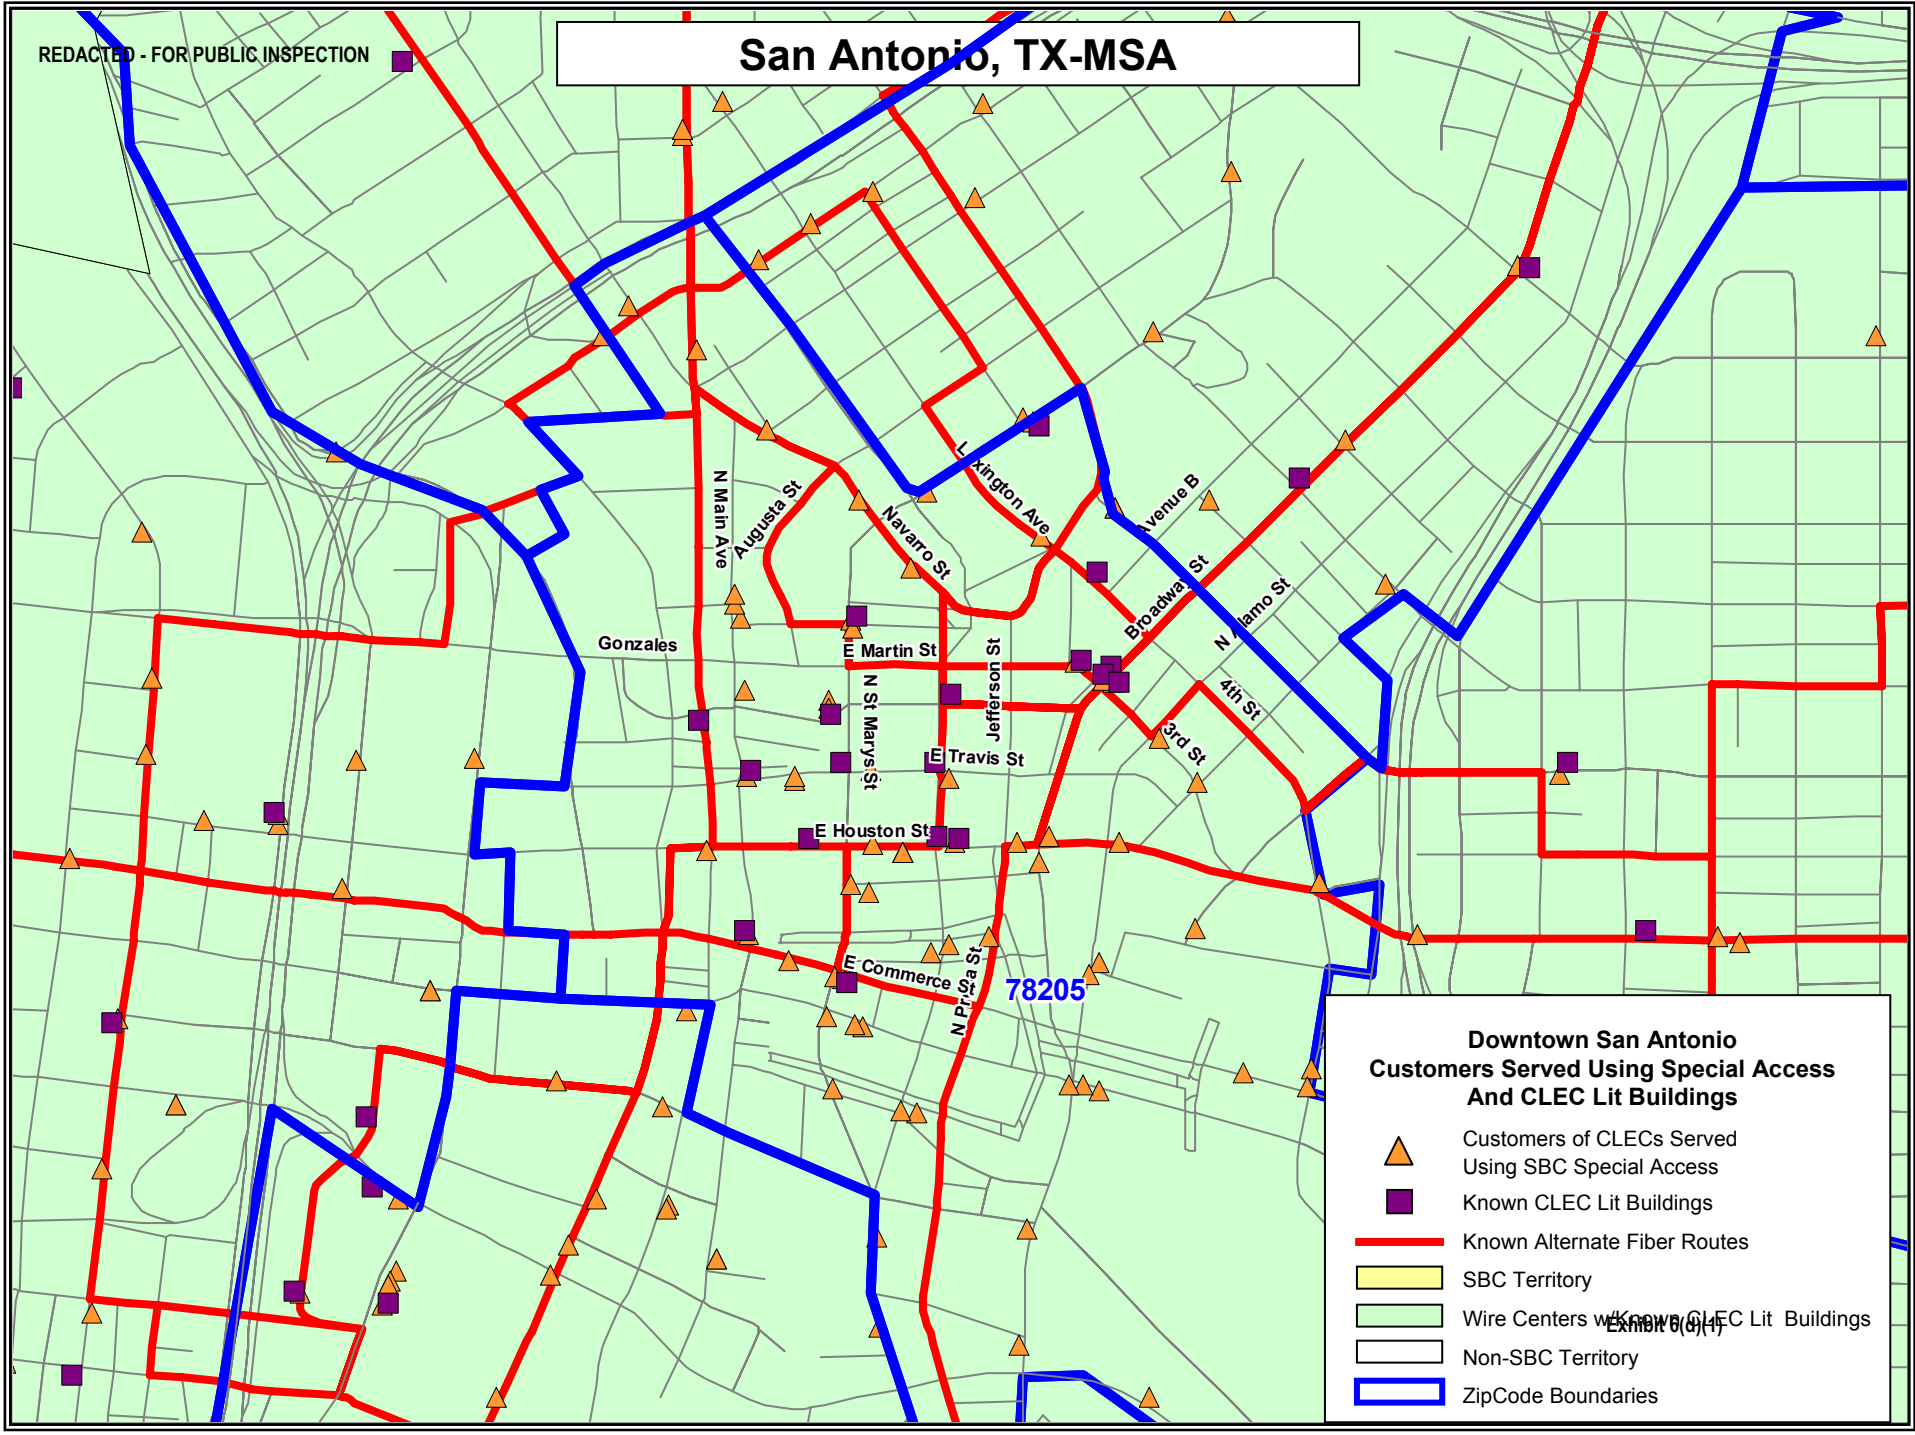 REDACTED - FOR PUBLIC INSPECTION
San Antonio, TX-MSA
Lexington Ave
Avenue B
N Main Ave
Augusta St
Navarro St
Broadway St
N Alamo St
Gonzales
E Martin St
Jefferson St
N St Marys St
4th St
3rd St
E Travis St
E Houston St
E Commerce St
N Presa St
78205
Downtown San Antonio
Customers Served Using Special Access
And CLEC Lit Buildings
Customers of CLECs Served
Using SBC Special Access
Known CLEC Lit Buildings
Known Alternate Fiber Routes
SBC Territory
Wire Centers w/Known CLEC Lit Buildings
Exhibit 6(d)(1)
Non-SBC Territory
ZipCode Boundaries